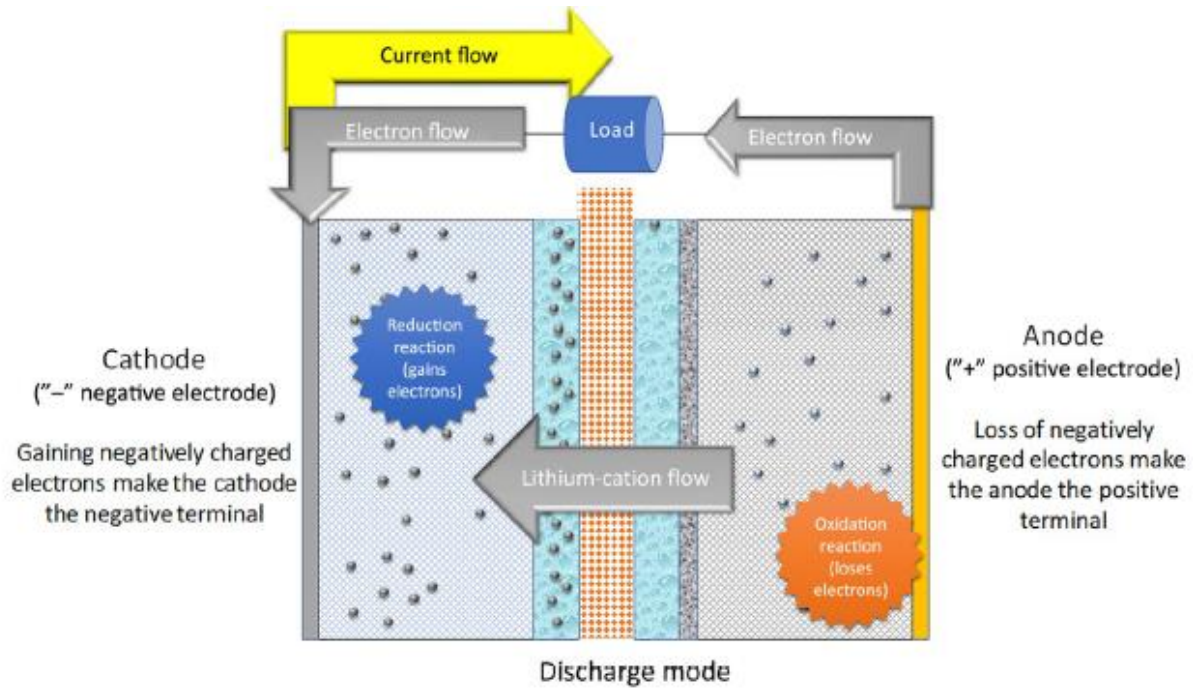 Current flow
Electron flow
Load
Electron flow
Reduction
reaction
(gains
electrons)
Cathode
("–" negative electrode)
Gaining negatively charged
electrons make the cathode
the negative terminal
Lithium-cation flow
Anode
("+" positive electrode)
Loss of negatively
charged electrons make
the anode the positive
terminal
Oxidation
reaction
(loses
electrons)
Discharge mode